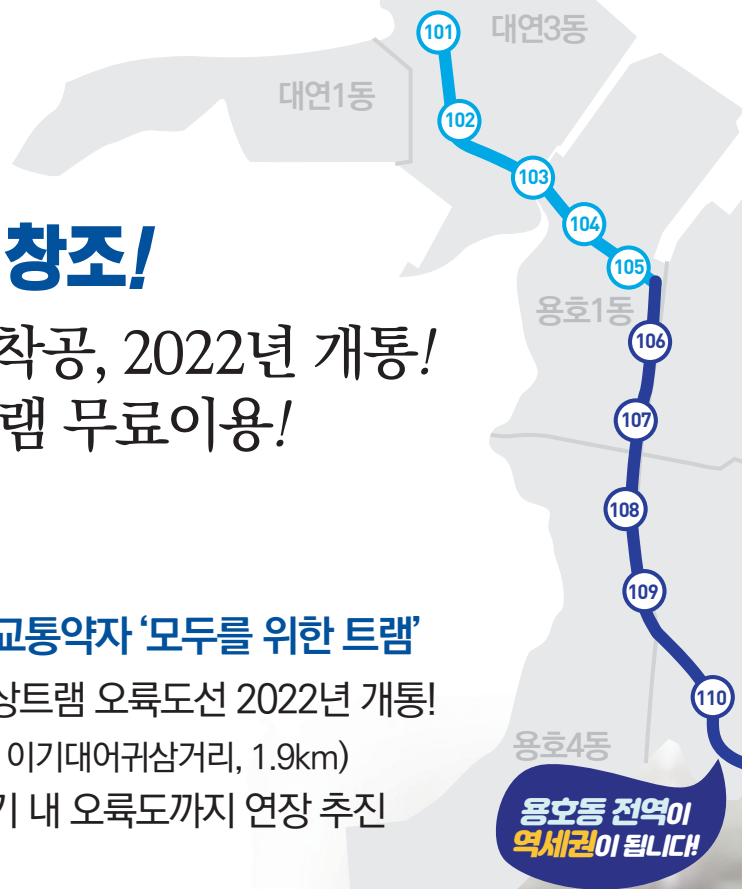 101
대연3동
대연1동
102
103
104
창조!
105
용호1동
착공, 2022년 개통!
106
램 무료이용!
107
108
109
교통약자 ‘모두를 위한 트램’
상트램 오륙도선 2022년 개통!
110
용호4동
이기대어귀삼거리, 1.9km)
기 내 오륙도까지 연장 추진
용호동 전역이
역세권이 됩니다!